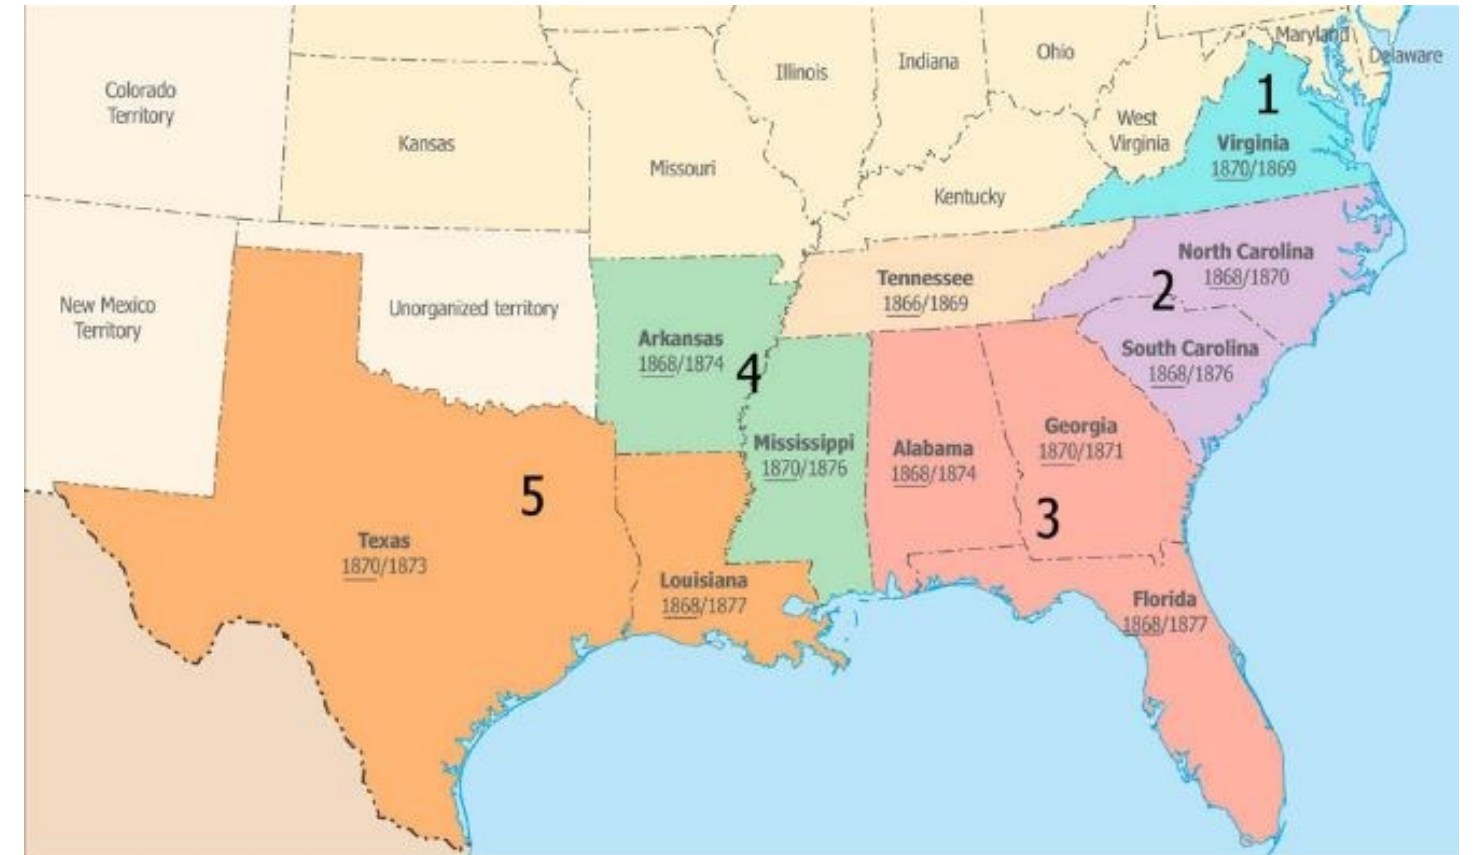 Colorado
Territory
Kansas
Missouri
Illinois
Indiana
Ohio
West
Virginia
Maryland
Delaware
1
Virginia
1870/1869
Kentucky
New Mexico
Territory
Unorganized territory
Tennessee
1866/1869
North Carolina
1868/1870
2
South Carolina
1868/1876
Arkansas
1868/1874
4
Mississippi
1870/1876
Alabama
1868/1874
Georgia
1870/1871
3
5
Texas
1870/1873
Louisiana
1868/1877
Florida
1868/1877